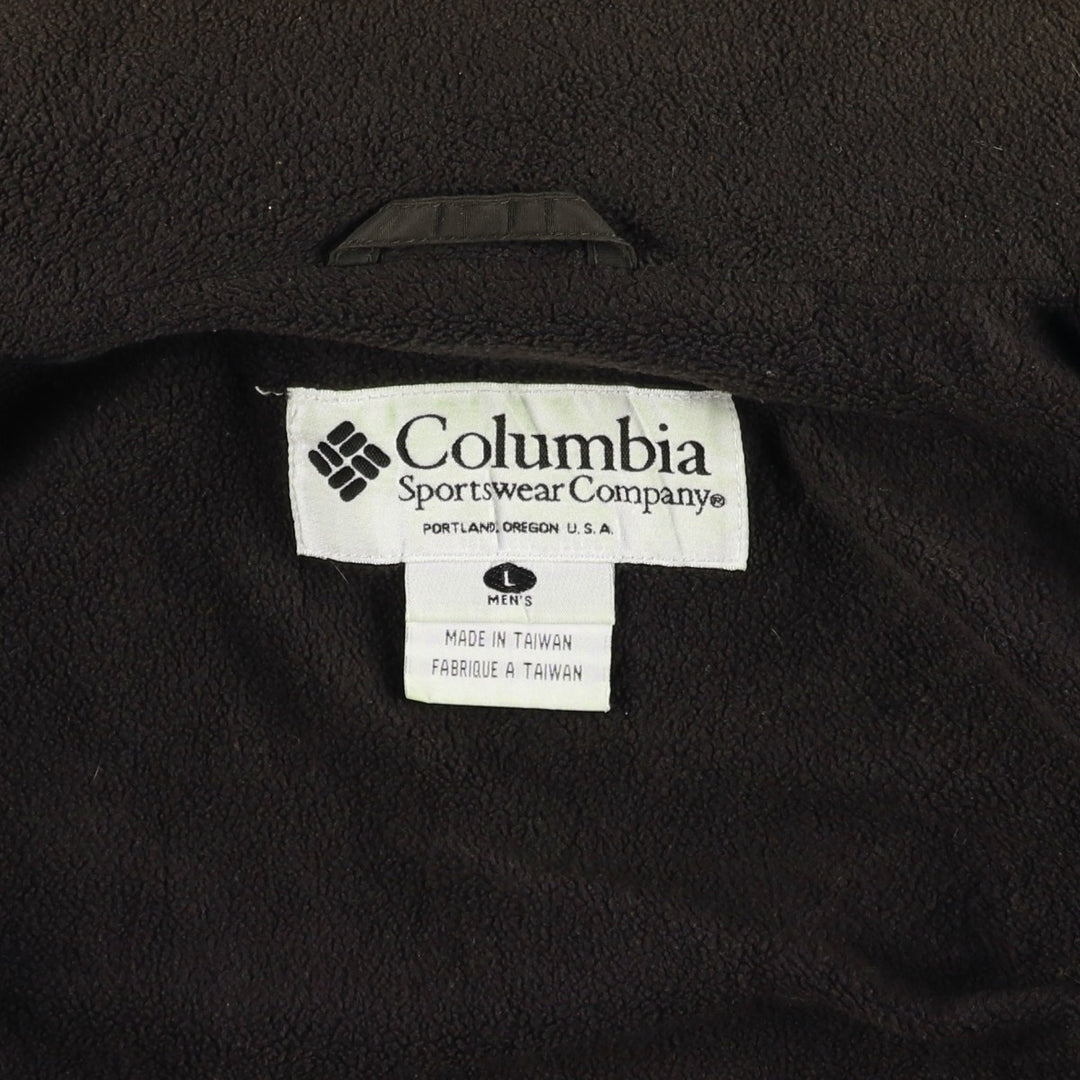 Columbia
Sportswear Company®
PORTLAND, OREGON U.S.A.
L
MEN'S
MADE IN TAIWAN
FABRIQUE A TAIWAN